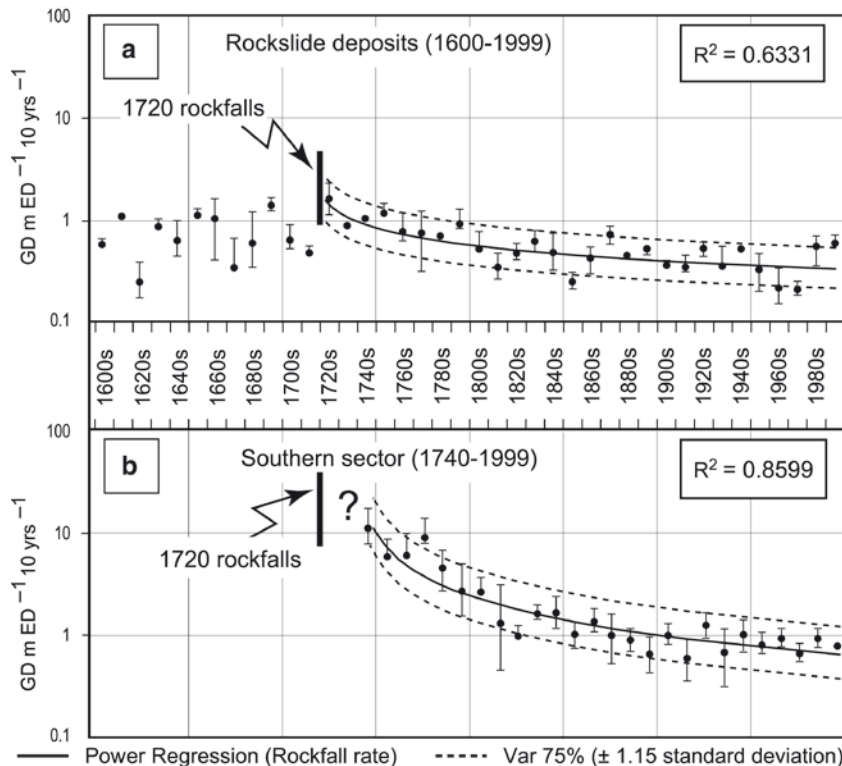 100
10
1
0.1
GD m ED ⁻¹ 10 yrs ⁻¹
a
Rockslide deposits (1600-1999)
R² = 0.6331
1720 rockfalls
1600s
1620s
1640s
1660s
1680s
1700s
1720s
1740s
1760s
1780s
1800s
1820s
1840s
1860s
1880s
1900s
1920s
1940s
1960s
1980s
100
10
1
0.1
GD m ED ⁻¹ 10 yrs ⁻¹
b
Southern sector (1740-1999)
R² = 0.8599
?
1720 rockfalls
Power Regression (Rockfall rate)
Var 75% (± 1.15 standard deviation)